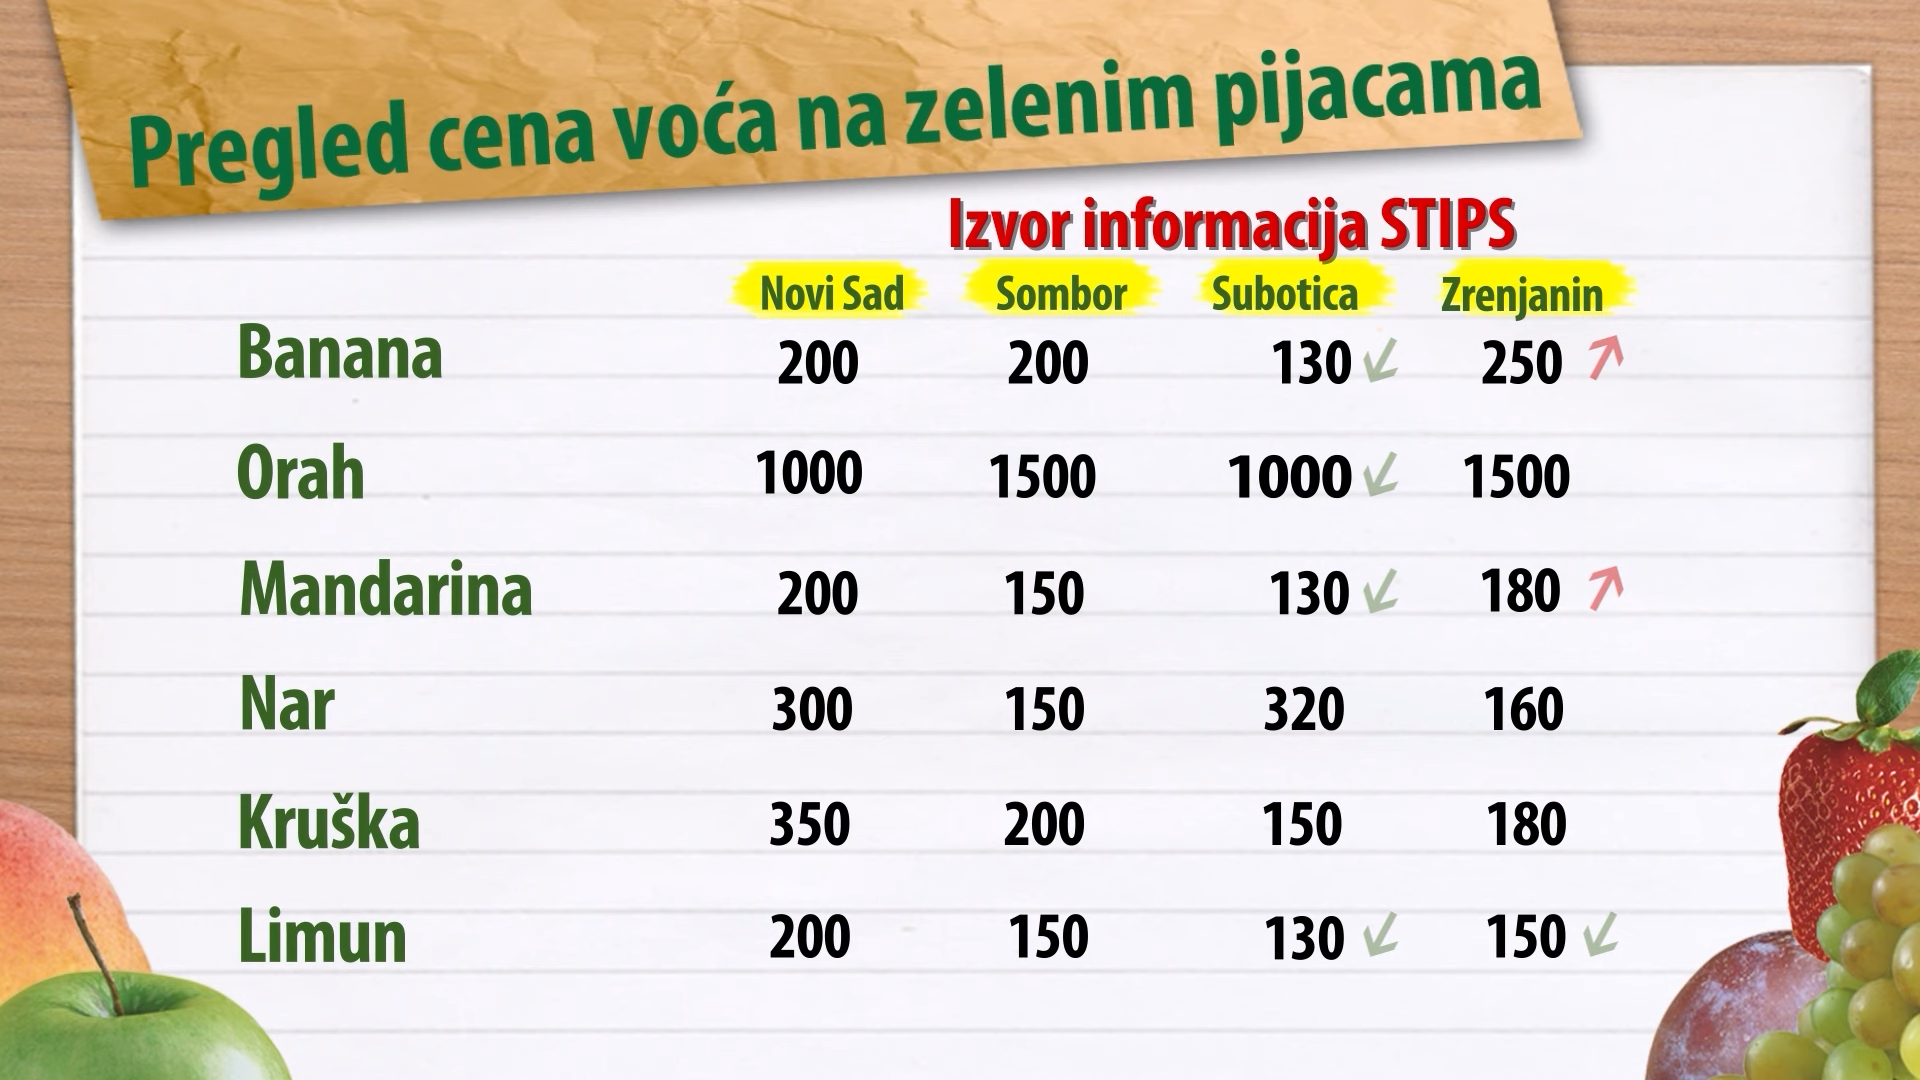 Pregled cena voća na zelenim pijacama
Izvor informacija STIPS
Novi Sad Sombor Subotica Zrenjanin
Banana 200 200 130 250
Orah 1000 1500 1000 1500
Mandarina 200 150 130 180
Nar 300 150 320 160
Kruška 350 200 150 180
Limun 200 150 130 150